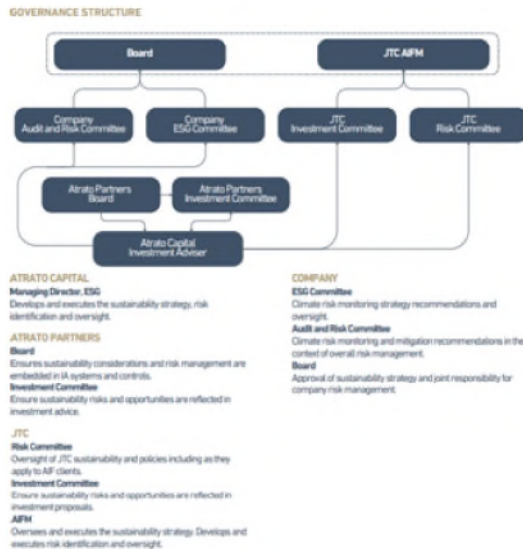 GOVERNANCE STRUCTURE
Board
JTC AIFM
Company
Audit and Risk Committee
Company
ESG Committee
JTC
Investment Committee
JTC
Risk Committee
Atrato Partners
Board
Atrato Partners
Investment Committee
Atrato Capital
Investment Adviser
ATRATO CAPITAL
Managing Director, ESG
Develops and executes the sustainability strategy, risk
identification and oversight.
ATRATO PARTNERS
Board
Ensures sustainability considerations and risk management are
embedded in IA systems and controls.
Investment Committee
Ensure sustainability risks and opportunities are reflected in
investment advice.
JTC
Risk Committee
Oversight of JTC sustainability and policies including as they
apply to AIF clients.
Investment Committee
Ensure sustainability risks and opportunities are reflected in
investment proposals.
AIFM
Oversees and executes the sustainability strategy. Develops and
executes risk identification and oversight.
COMPANY
ESG Committee
Climate risk monitoring strategy recommendations and
oversight.
Audit and Risk Committee
Climate risk monitoring and mitigation recommendations in the
context of overall risk management.
Board
Approval of sustainability strategy and joint responsibility for
company risk management.